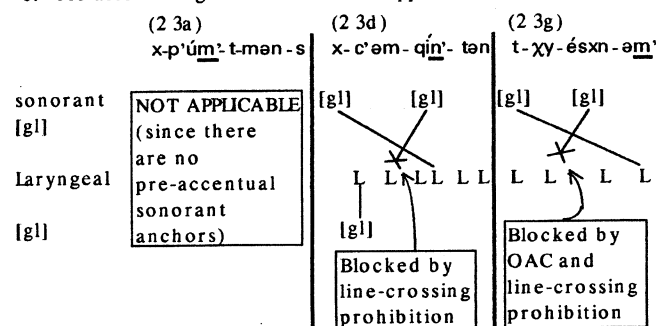 (2 3a) (2 3d) (2 3g)
x-p'úm̲'-t-mən-s x-c'əm-qín̲'-tən t-χy-ésxn-əm̲'
sonorant NOT APPLICABLE [gl] [gl] [gl] [gl]
[gl] (since there
are no
Laryngeal pre-accentual L L L L L L L L L
sonorant
[gl] anchors) [gl]
Blocked by
line-crossing
prohibition
Blocked by
OAC and
line-crossing
prohibition